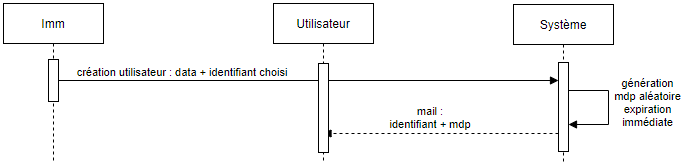 Imm
Utilisateur
Système
création utilisateur : data + identifiant choisi
génération
mdp aléatoire
expiration
immédiate
mail :
identifiant + mdp